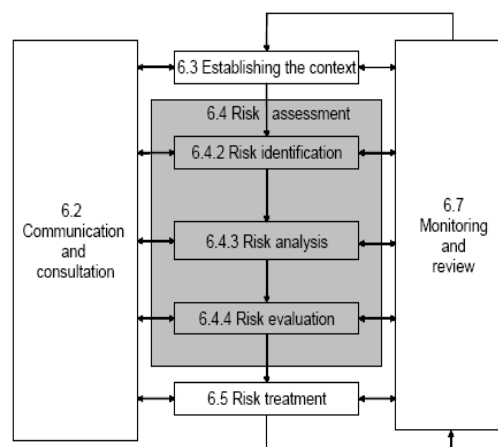 6.3 Establishing the context
6.4 Risk assessment
6.4.2 Risk identification
6.2
Communication
and
consultation
6.7
Monitoring
and
review
6.4.3 Risk analysis
6.4.4 Risk evaluation
6.5 Risk treatment